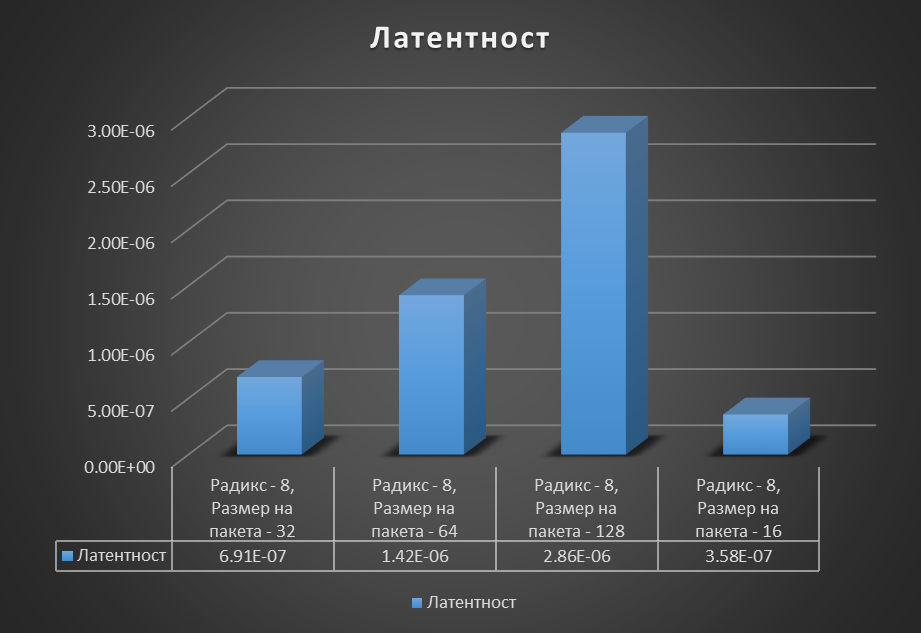 Латентност
3.00E-06
2.50E-06
2.00E-06
1.50E-06
1.00E-06
5.00E-07
0.00E+00
Радикс - 8,
Размер на
пакета - 32
Радикс - 8,
Размер на
пакета - 64
Радикс - 8,
Размер на
пакета - 128
Радикс - 8,
Размер на
пакета - 16
Латентност 6.91E-07 1.42E-06 2.86E-06 3.58E-07
Латентност